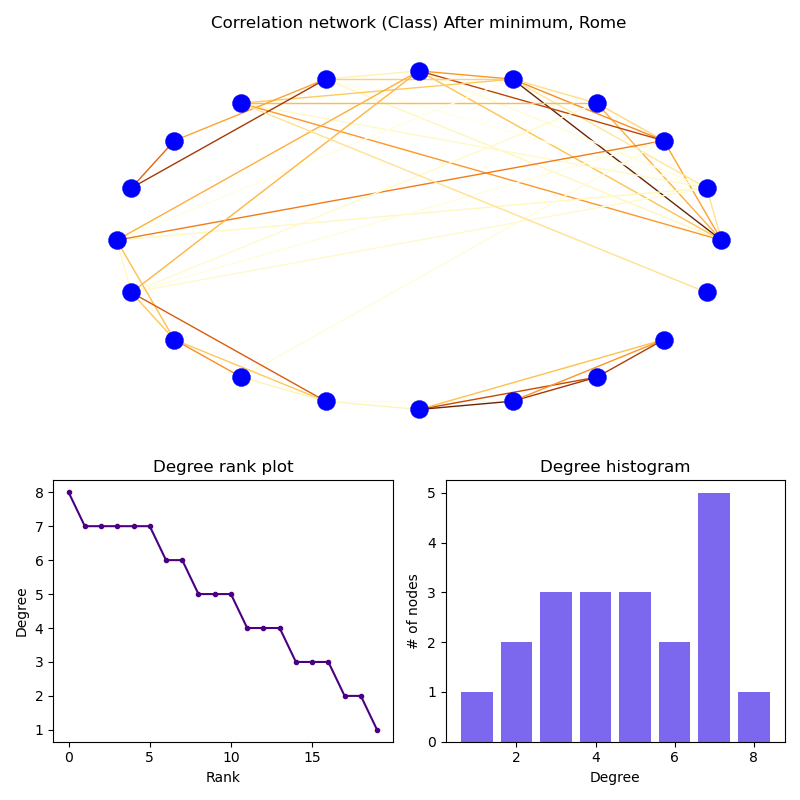 Correlation network (Class) After minimum, Rome
Degree rank plot
Degree
8
7
6
5
4
3
2
1
0 5 10 15
Rank
Degree histogram
# of nodes
5
4
3
2
1
0
2 4 6 8
Degree